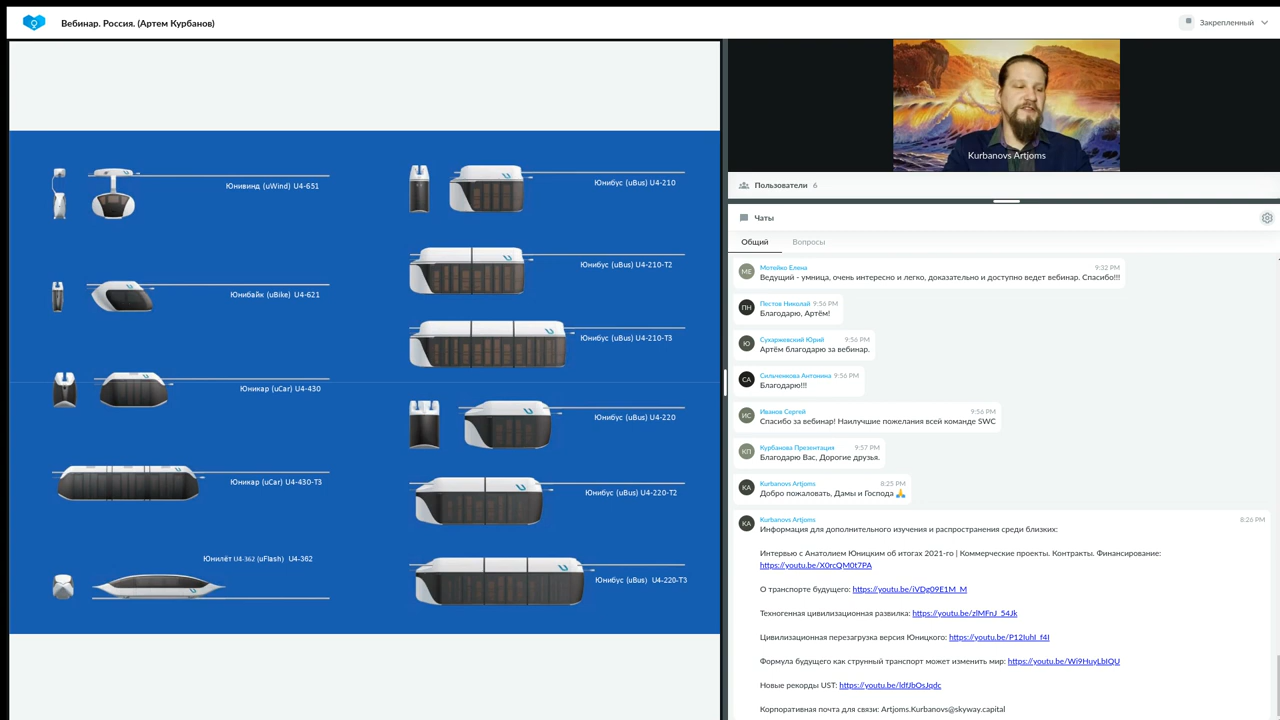 Вебинар. Россия. (Артем Курбанов)
Закрепленный
Юнивинд (uWind) U4-651
Юнибайк (uBike) U4-621
Юникар (uCar) U4-430
Юникар (uCar) U4-430-T3
Юнилёт U4-362 (uFlash) U4-362
Юнибус (uBus) U4-210
Юнибус (uBus) U4-210-T2
Юнибус (uBus) U4-210-T3
Юнибус (uBus) U4-220
Юнибус (uBus) U4-220-T2
Юнибус (uBus) U4-220-T3
Kurbanovs Artjoms
Пользователи 6
Чаты
Общий Вопросы
МЕ Мотейко Елена 9:32 PM
Ведущий - умница, очень интересно и легко, доказательно и доступно ведет вебинар. Спасибо!!!
ПН Пестов Николай 9:56 PM
Благодарю, Артём!
Ю Сухаржевский Юрий 9:56 PM
Артём благодарю за вебинар.
СА Сильченкова Антонина 9:56 PM
Благодарю!!!
ИС Иванов Сергей 9:56 PM
Спасибо за вебинар! Наилучшие пожелания всей команде SWC
КП Курбанова Презентация 9:57 PM
Благодарю Вас, Дорогие друзья.
KA Kurbanovs Artjoms 8:25 PM
Добро пожаловать, Дамы и Господа 🙏
KA Kurbanovs Artjoms 8:26 PM
Информация для дополнительного изучения и распространения среди близких:
Интервью с Анатолием Юницким об итогах 2021-го | Коммерческие проекты. Контракты. Финансирование:
https://youtu.be/X0rcQM0t7PA
О транспорте будущего: https://youtu.be/iVDg09E1M_M
Техногенная цивилизационная развилка: https://youtu.be/zlMFnJ_54Jk
Цивилизационная перезагрузка версия Юницкого: https://youtu.be/P12IuhI_f4I
Формула будущего как струнный транспорт может изменить мир: https://youtu.be/Wi9HuyLbIQU
Новые рекорды UST: https://youtu.be/ldfJbOsJqdc
Корпоративная почта для связи: Artjoms.Kurbanovs@skyway.capital